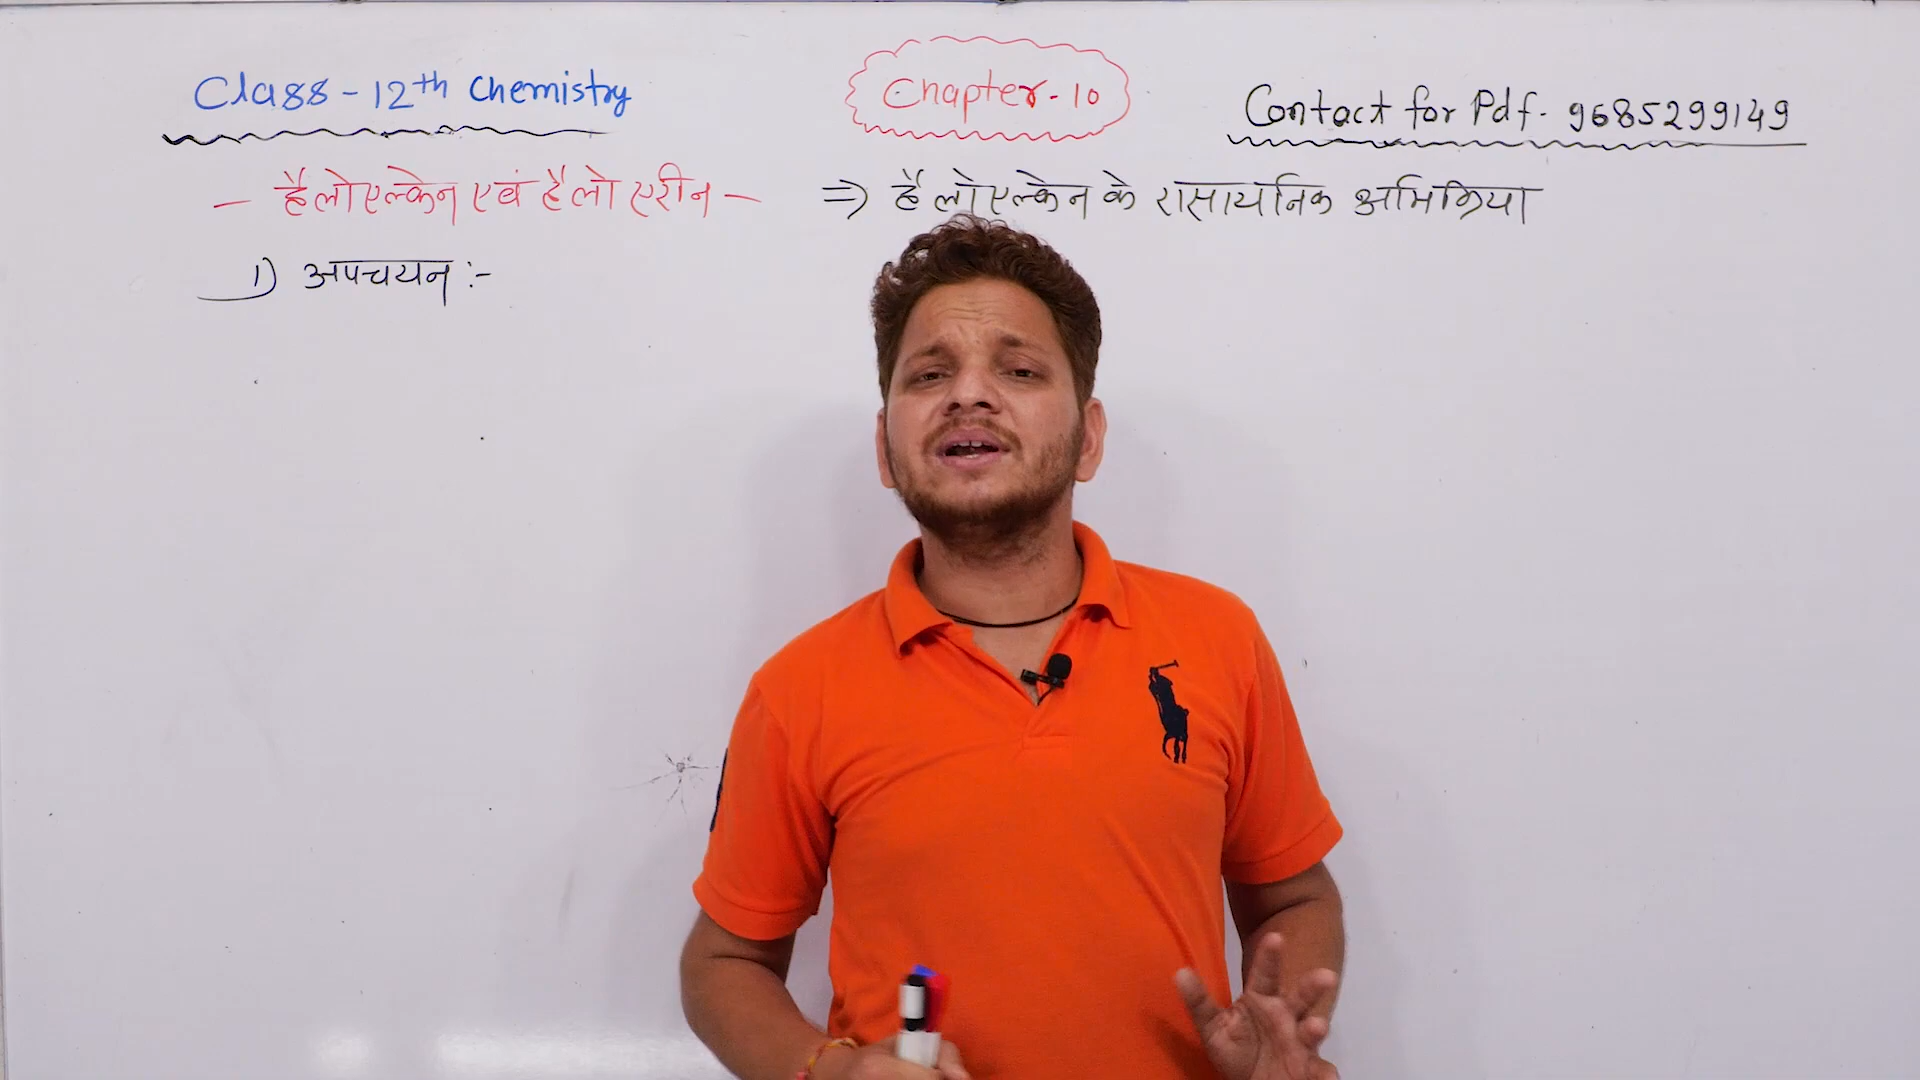 Class - 12th Chemistry
Chapter - 10
Contact for Pdf - 9685299149
- हैलोएल्केन एवं हैलोएरीन -
⇒ हैलोएल्केन के रासायनिक अभिक्रिया
1) अपचयन :-